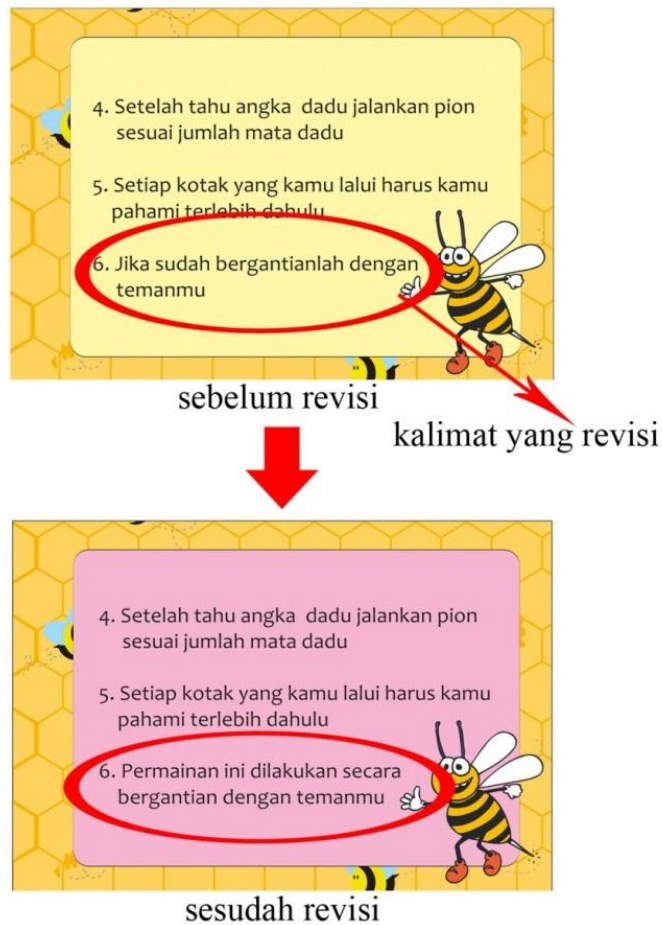 4. Setelah tahu angka dadu jalankan pion
sesuai jumlah mata dadu
5. Setiap kotak yang kamu lalui harus kamu
pahami terlebih dahulu
6. Jika sudah bergantianlah dengan
temanmu
sebelum revisi
kalimat yang revisi
4. Setelah tahu angka dadu jalankan pion
sesuai jumlah mata dadu
5. Setiap kotak yang kamu lalui harus kamu
pahami terlebih dahulu
6. Permainan ini dilakukan secara
bergantian dengan temanmu
sesudah revisi